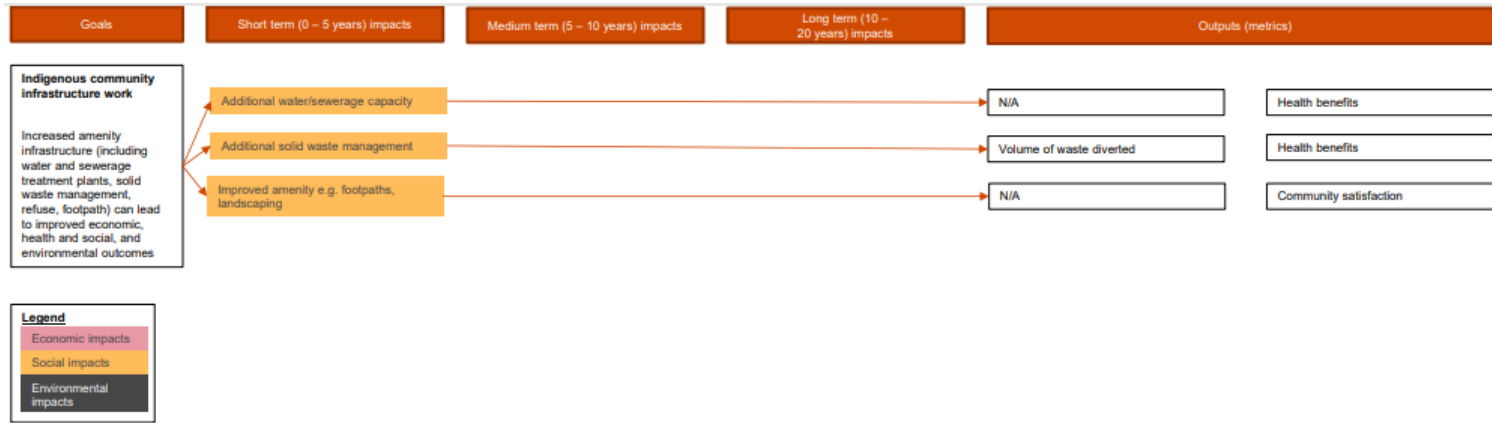 Goals
Short term (0 – 5 years) impacts
Medium term (5 – 10 years) impacts
Long term (10 –
20 years) impacts
Outputs (metrics)
Indigenous community
infrastructure work
Increased amenity
infrastructure (including
water and sewerage
treatment plants, solid
waste management,
refuse, footpath) can lead
to improved economic,
health and social, and
environmental outcomes
Additional water/sewerage capacity
N/A
Health benefits
Additional solid waste management
Volume of waste diverted
Health benefits
Improved amenity e.g. footpaths,
landscaping
N/A
Community satisfaction
Legend
Economic impacts
Social impacts
Environmental
impacts